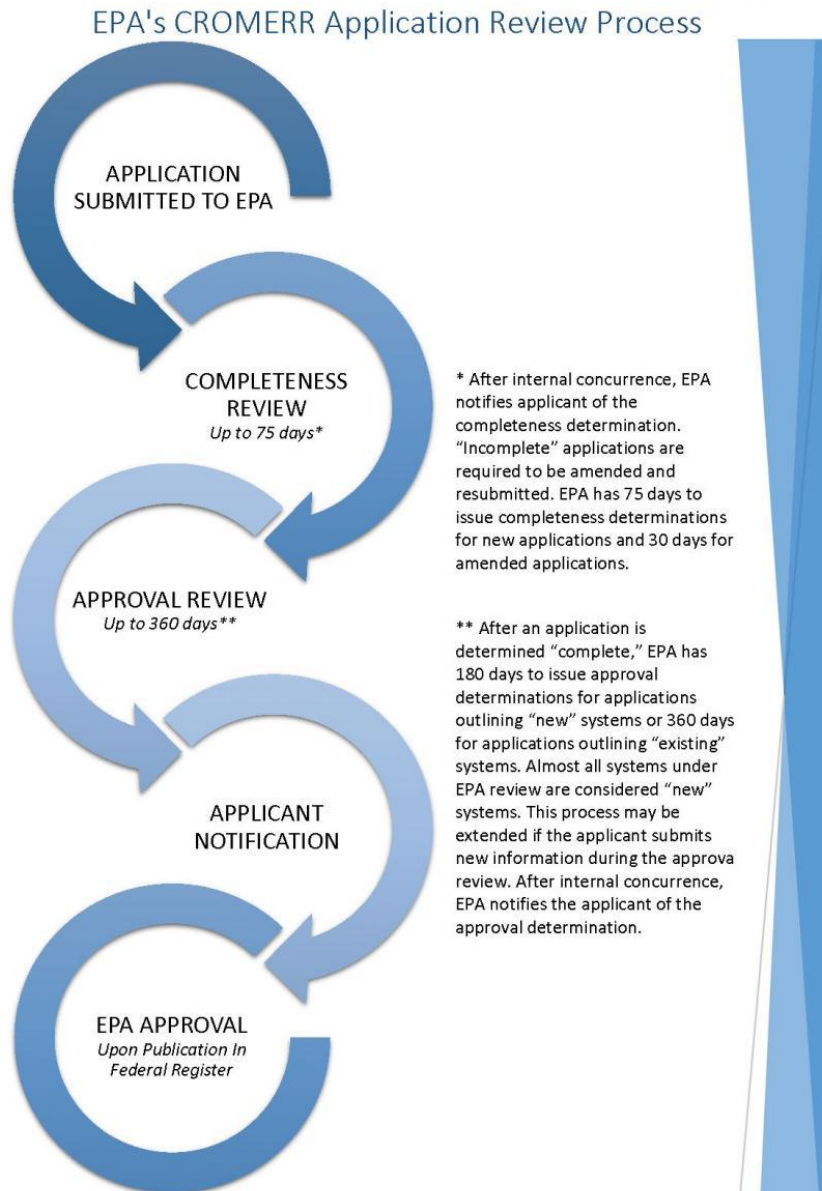 EPA's CROMERR Application Review Process
APPLICATION
SUBMITTED TO EPA
COMPLETENESS
REVIEW
Up to 75 days*
* After internal concurrence, EPA
notifies applicant of the
completeness determination.
“Incomplete” applications are
required to be amended and
resubmitted. EPA has 75 days to
issue completeness determinations
for new applications and 30 days for
amended applications.
APPROVAL REVIEW
Up to 360 days**
** After an application is
determined “complete,” EPA has
180 days to issue approval
determinations for applications
outlining “new” systems or 360 days
for applications outlining “existing”
systems. Almost all systems under
EPA review are considered “new”
systems. This process may be
extended if the applicant submits
new information during the approva
review. After internal concurrence,
EPA notifies the applicant of the
approval determination.
APPLICANT
NOTIFICATION
EPA APPROVAL
Upon Publication In
Federal Register